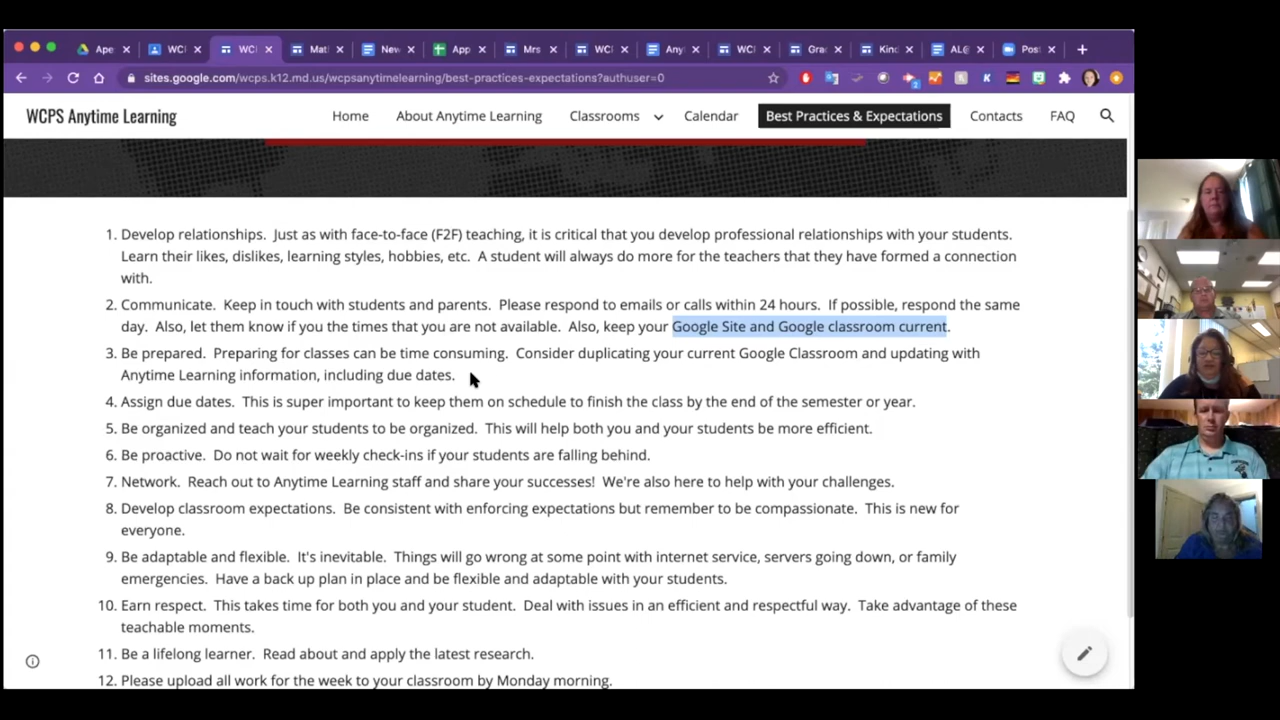 Ape
WCI
WCI
Matl
New
App
Mrs
WCI
Any
WCI
Grac
Kind
AL@
Post
sites.google.com/wcps.k12.md.us/wcpsanytimelearning/best-practices-expectations?authuser=0
2
WCPS Anytime Learning
Home
About Anytime Learning
Classrooms
Calendar
Best Practices & Expectations
Contacts
FAQ
1. Develop relationships. Just as with face-to-face (F2F) teaching, it is critical that you develop professional relationships with your students.
Learn their likes, dislikes, learning styles, hobbies, etc. A student will always do more for the teachers that they have formed a connection
with.
2. Communicate. Keep in touch with students and parents. Please respond to emails or calls within 24 hours. If possible, respond the same
day. Also, let them know if you the times that you are not available. Also, keep your Google Site and Google classroom current.
3. Be prepared. Preparing for classes can be time consuming. Consider duplicating your current Google Classroom and updating with
Anytime Learning information, including due dates.
4. Assign due dates. This is super important to keep them on schedule to finish the class by the end of the semester or year.
5. Be organized and teach your students to be organized. This will help both you and your students be more efficient.
6. Be proactive. Do not wait for weekly check-ins if your students are falling behind.
7. Network. Reach out to Anytime Learning staff and share your successes! We're also here to help with your challenges.
8. Develop classroom expectations. Be consistent with enforcing expectations but remember to be compassionate. This is new for
everyone.
9. Be adaptable and flexible. It's inevitable. Things will go wrong at some point with internet service, servers going down, or family
emergencies. Have a back up plan in place and be flexible and adaptable with your students.
10. Earn respect. This takes time for both you and your student. Deal with issues in an efficient and respectful way. Take advantage of these
teachable moments.
11. Be a lifelong learner. Read about and apply the latest research.
12. Please upload all work for the week to your classroom by Monday morning.